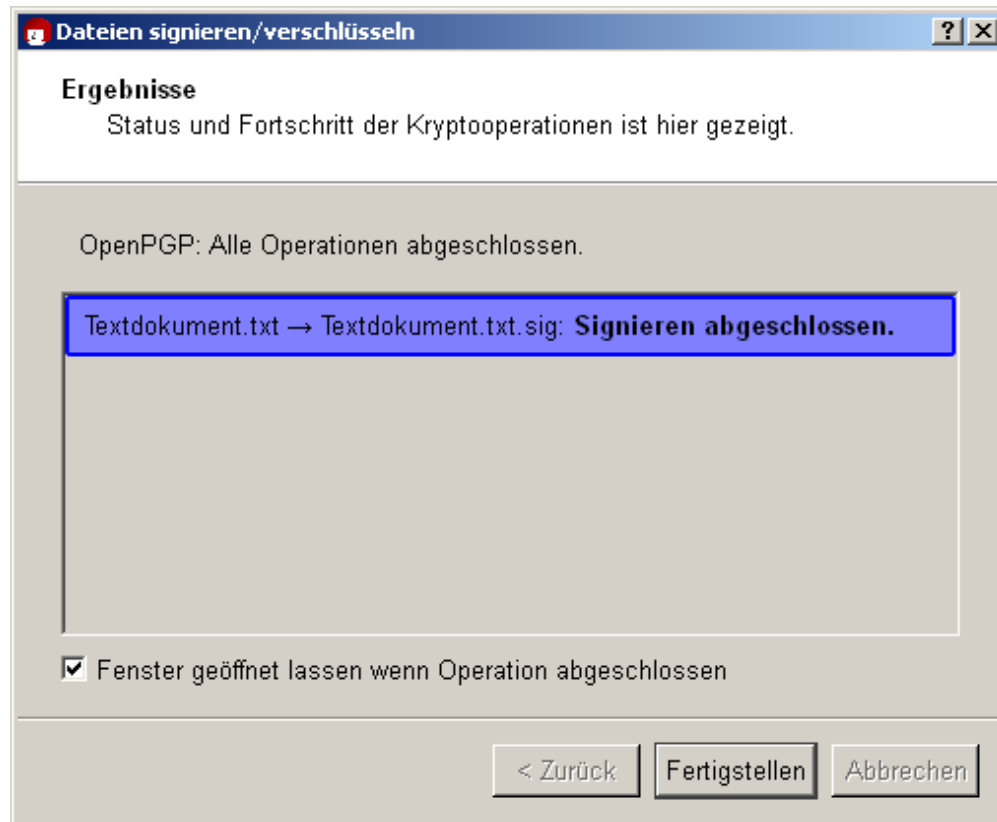 Dateien signieren/verschlüsseln
Ergebnisse
Status und Fortschritt der Kryptooperationen ist hier gezeigt.
OpenPGP: Alle Operationen abgeschlossen.
Textdokument.txt → Textdokument.txt.sig: Signieren abgeschlossen.
Fenster geöffnet lassen wenn Operation abgeschlossen
< Zurück Fertigstellen Abbrechen